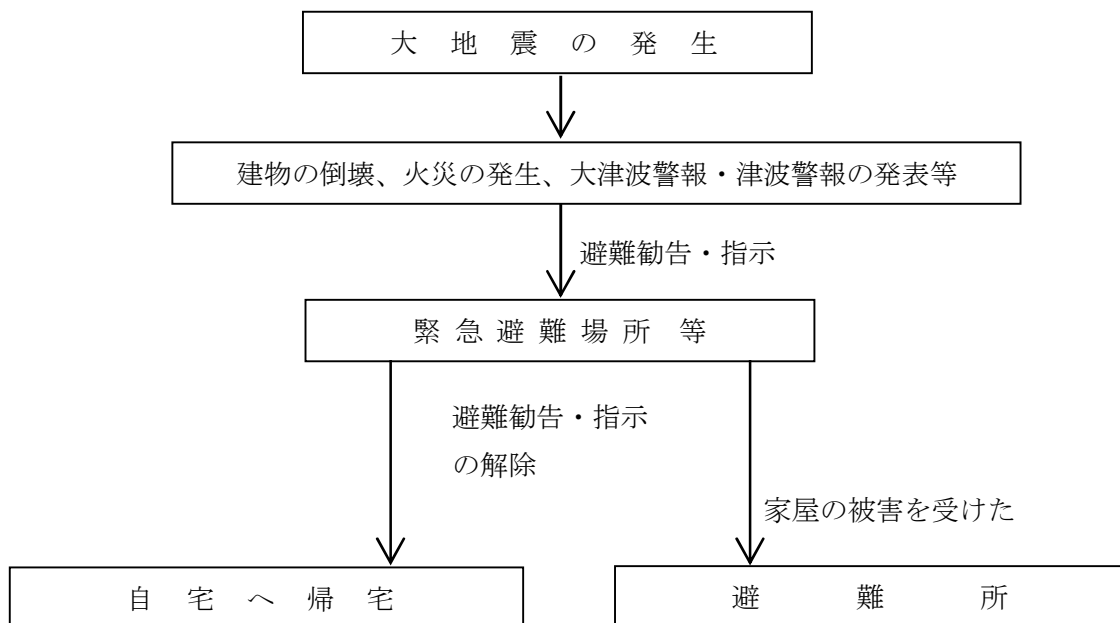 大地震の発生
建物の倒壊、火災の発生、大津波警報・津波警報の発表等
避難勧告・指示
緊急避難場所 等
避難勧告・指示
の解除
家屋の被害を受けた
自宅へ帰宅
避難所